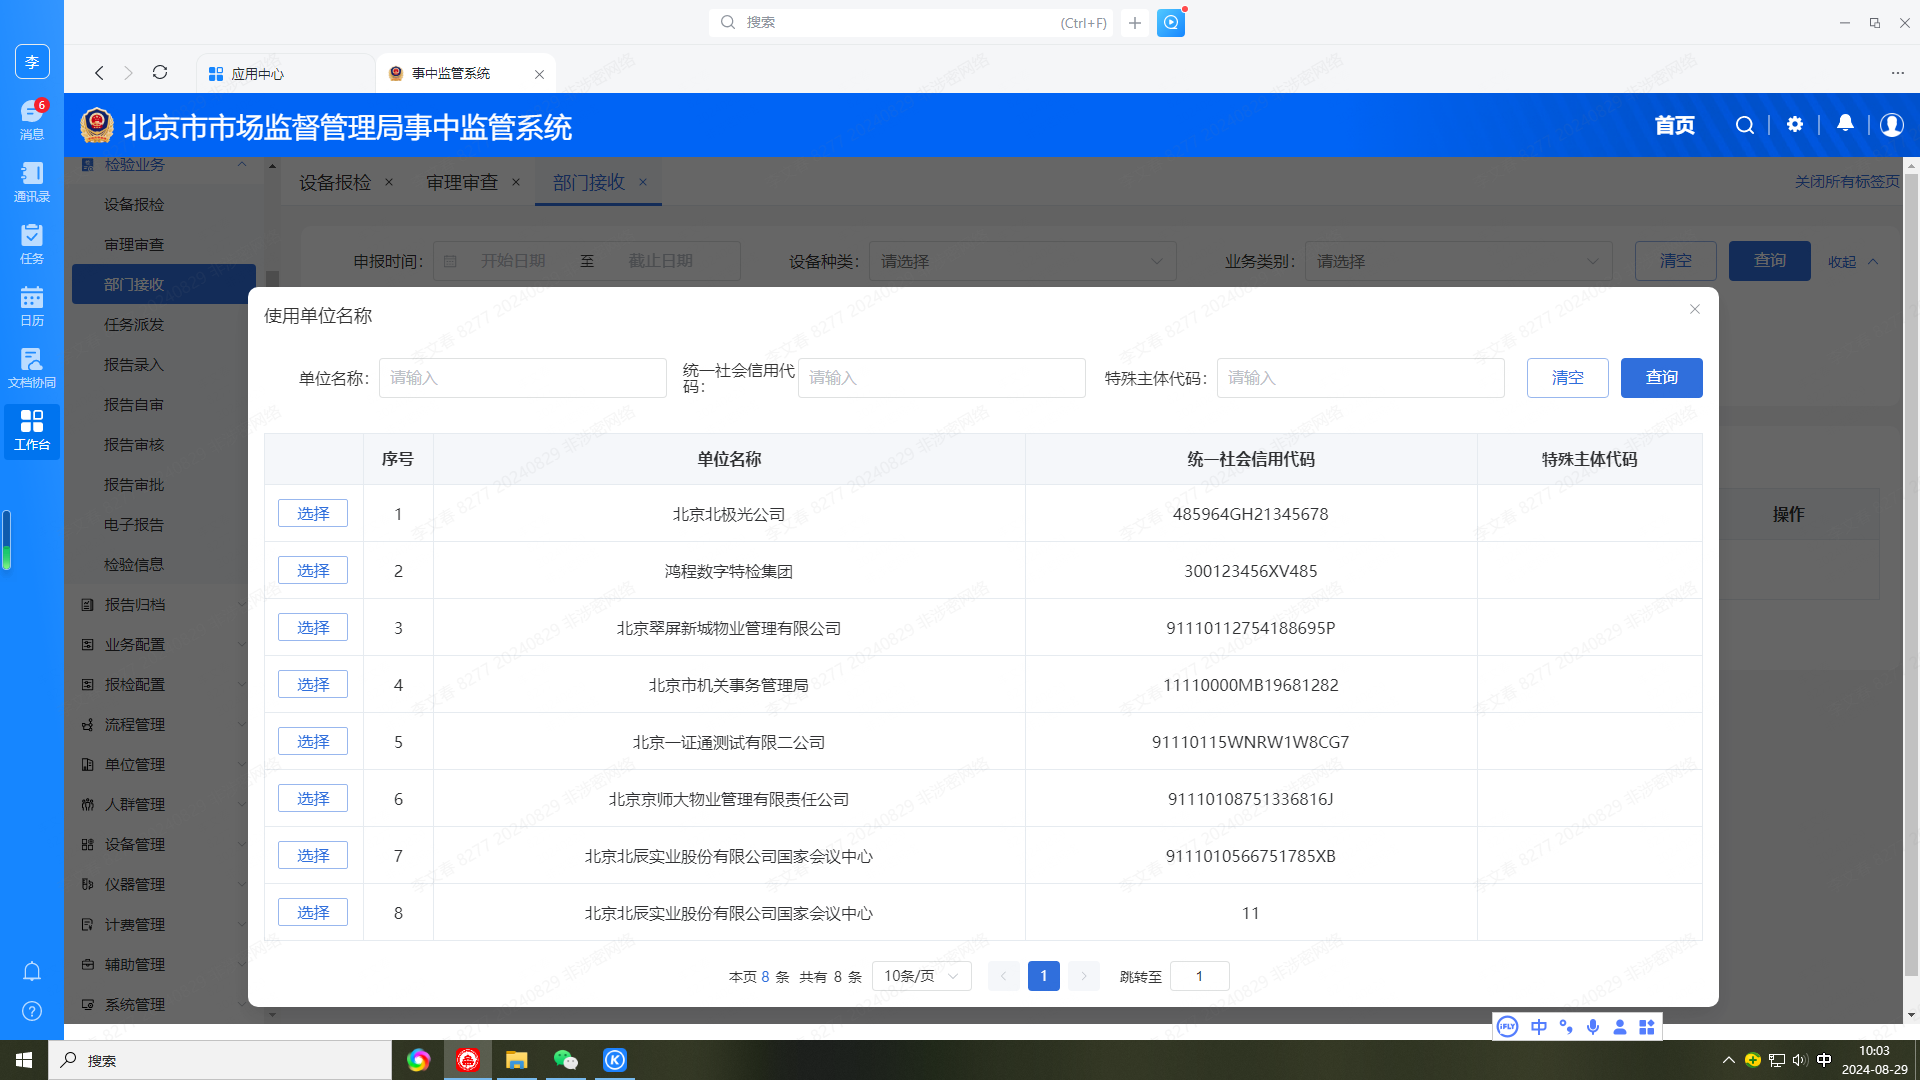 搜索 (Ctrl+F)
李
应用中心 事中监管系统
6
消息
通讯录
任务
日历
文档协同
工作台
北京市市场监督管理局事中监管系统 首页
检验业务
设备报检
审理审查
部门接收
任务派发
报告录入
报告自审
报告审核
报告审批
电子报告
检验信息
报告归档
业务配置
报检配置
流程管理
单位管理
人群管理
设备管理
仪器管理
计费管理
辅助管理
系统管理
设备报检 审理审查 部门接收 关闭所有标签页
申报时间： 开始日期 至 截止日期 设备种类： 请选择 业务类别： 请选择 清空 查询 收起
操作
使用单位名称
单位名称： 请输入 统一社会信用代码： 请输入 特殊主体代码： 请输入 清空 查询
序号 单位名称 统一社会信用代码 特殊主体代码
选择 1 北京北极光公司 485964GH21345678
选择 2 鸿程数字特检集团 300123456XV485
选择 3 北京翠屏新城物业管理有限公司 91110112754188695P
选择 4 北京市机关事务管理局 11110000MB19681282
选择 5 北京一证通测试有限二公司 91110115WNRW1W8CG7
选择 6 北京京师大物业管理有限责任公司 91110108751336816J
选择 7 北京北辰实业股份有限公司国家会议中心 9111010566751785XB
选择 8 北京北辰实业股份有限公司国家会议中心 11
本页 8 条 共有 8 条 10条/页 1 跳转至 1
李文春 8277 20240829 非涉密网络
iFLY 中
搜索
中 10:03
2024-08-29